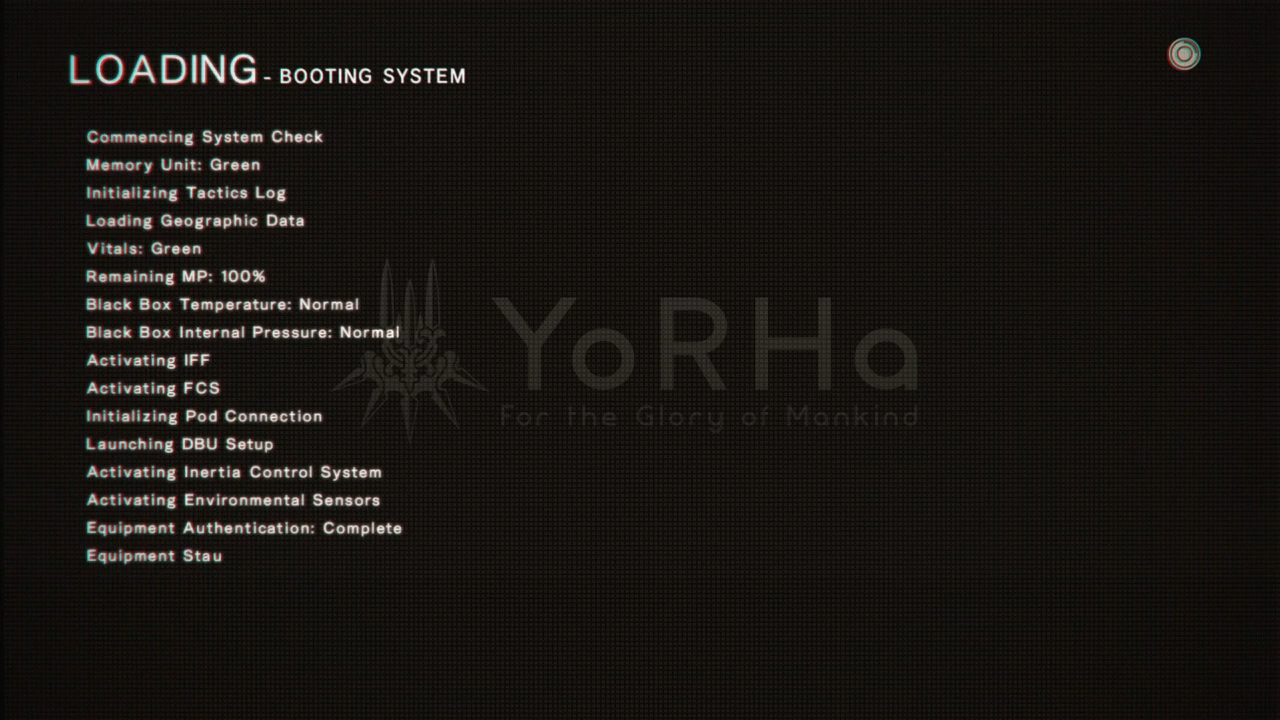 LOADING - BOOTING SYSTEM
Commencing System Check
Memory Unit: Green
Initializing Tactics Log
Loading Geographic Data
Vitals: Green
Remaining MP: 100%
Black Box Temperature: Normal
Black Box Internal Pressure: Normal
Activating IFF
Activating FCS
Initializing Pod Connection
Launching DBU Setup
Activating Inertia Control System
Activating Environmental Sensors
Equipment Authentication: Complete
Equipment Stau
YoRHa
For the Glory of Mankind